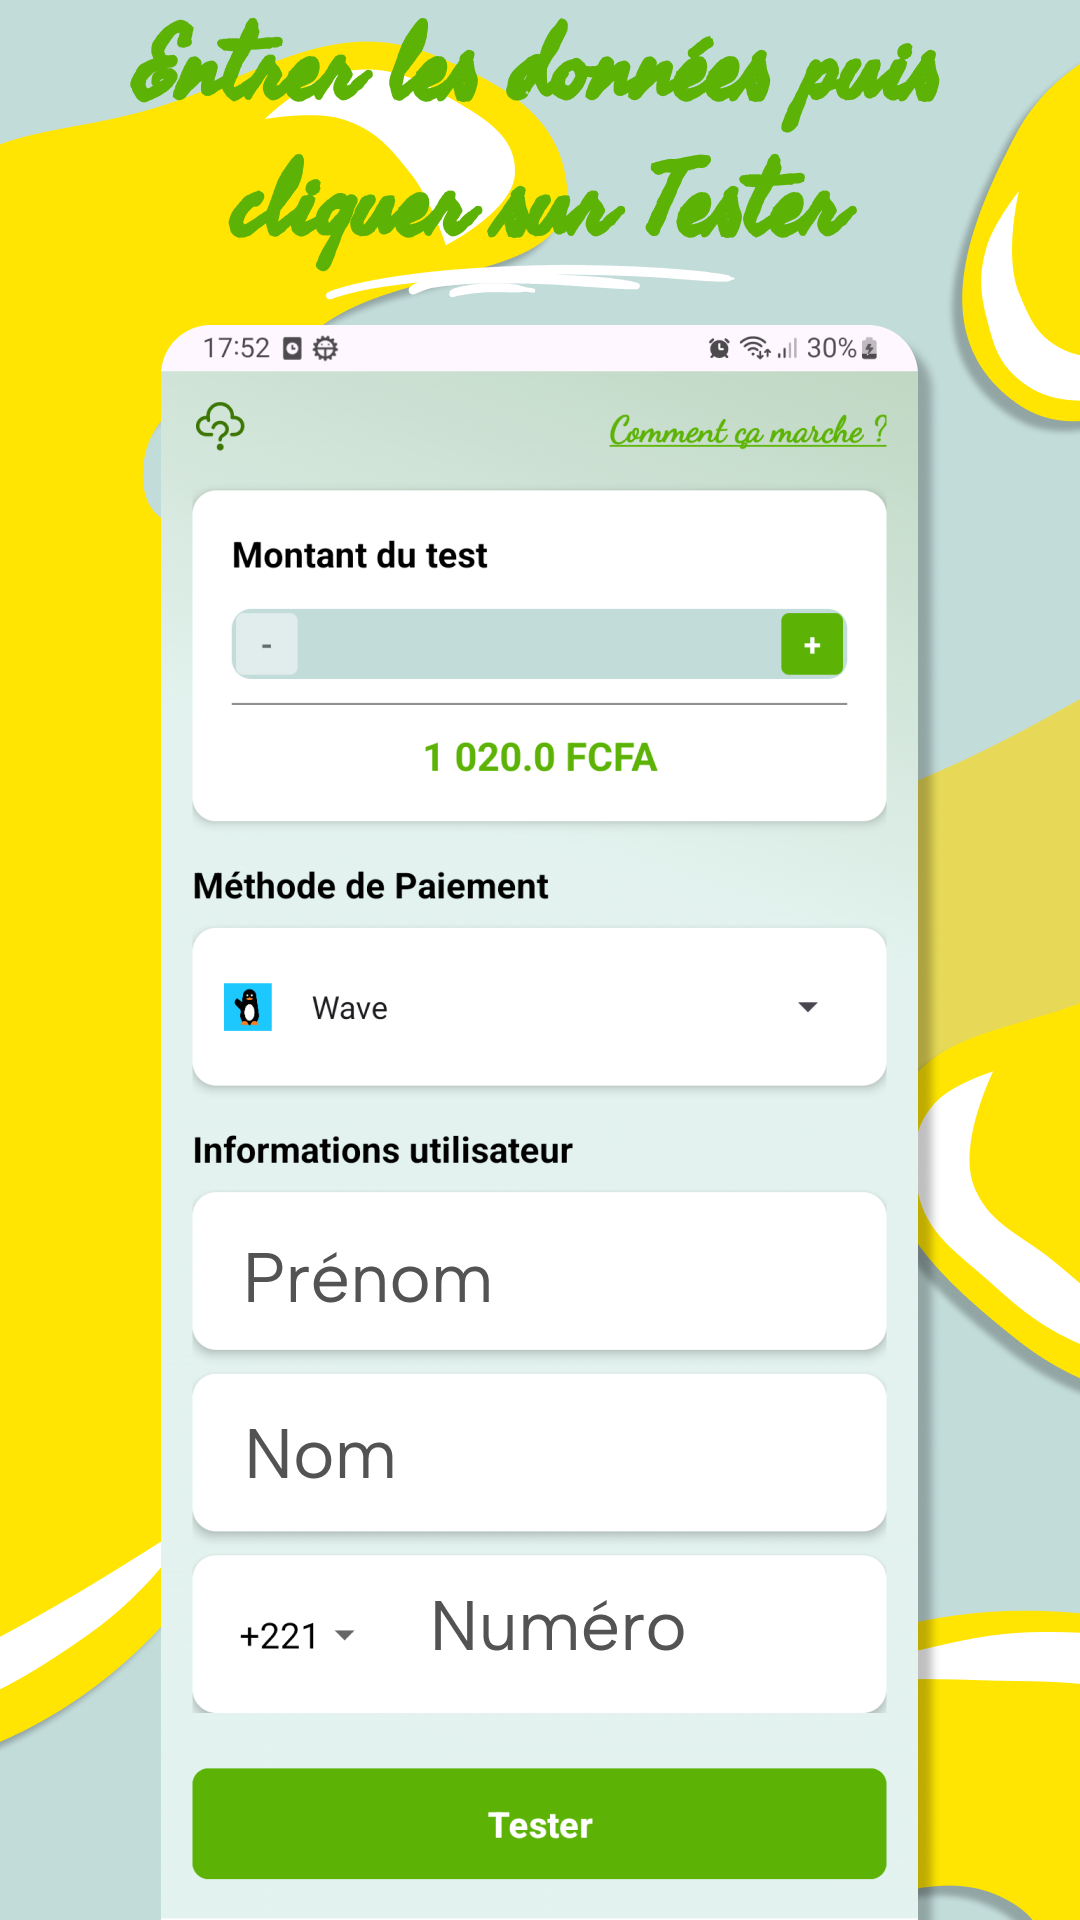 Entrer les données puis
cliquer sur Tester
17:52 30%
Comment ça marche ?
Montant du test
- +
1 020.0 FCFA
Méthode de Paiement
Wave
Informations utilisateur
Prénom
Nom
+221 Numéro
Tester